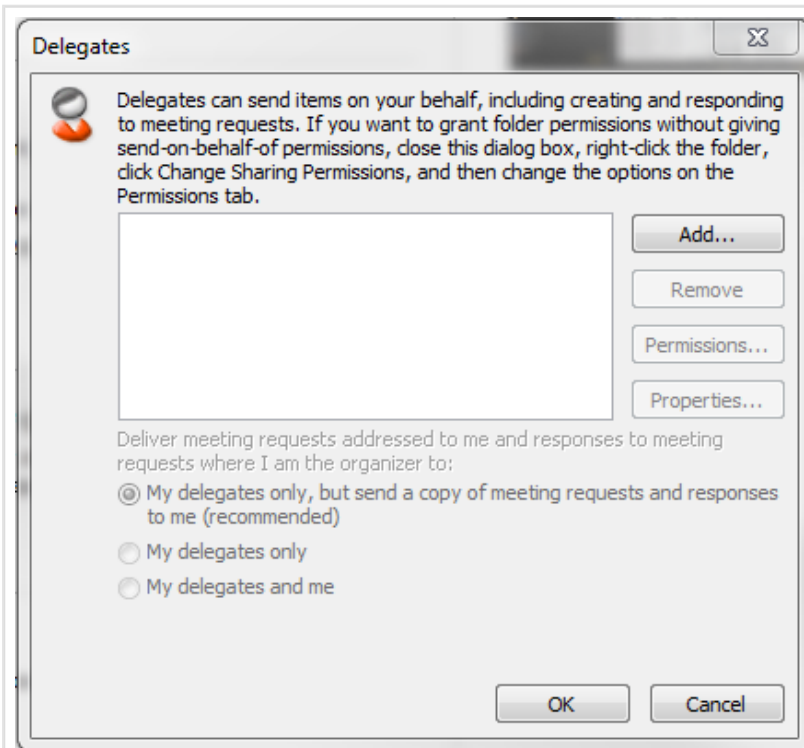 Delegates
Delegates can send items on your behalf, including creating and responding
to meeting requests. If you want to grant folder permissions without giving
send-on-behalf-of permissions, close this dialog box, right-click the folder,
click Change Sharing Permissions, and then change the options on the
Permissions tab.
Add...
Remove
Permissions...
Properties...
Deliver meeting requests addressed to me and responses to meeting
requests where I am the organizer to:
My delegates only, but send a copy of meeting requests and responses
to me (recommended)
My delegates only
My delegates and me
OK
Cancel